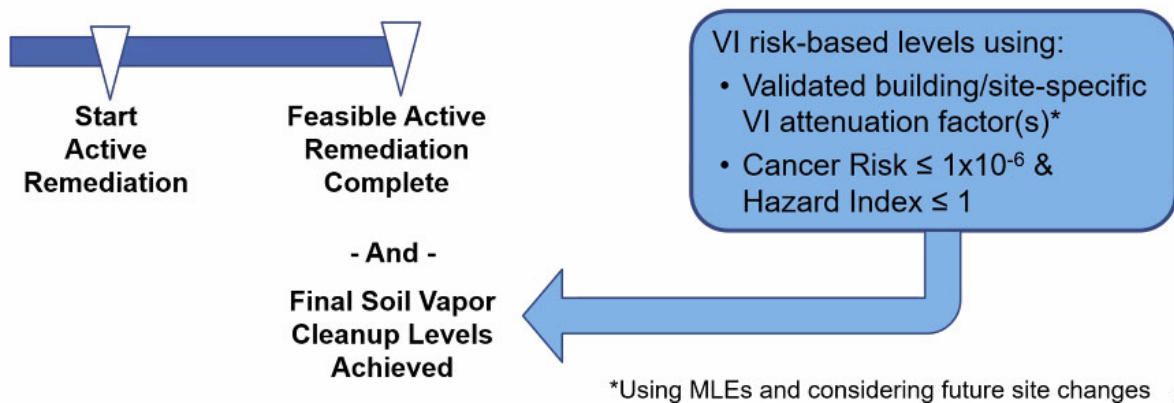 Start
Active
Remediation
Feasible Active
Remediation
Complete
- And -
Final Soil Vapor
Cleanup Levels
Achieved
VI risk-based levels using:
• Validated building/site-specific
VI attenuation factor(s)*
• Cancer Risk ≤ 1x10⁻⁶ &
Hazard Index ≤ 1
*Using MLEs and considering future site changes